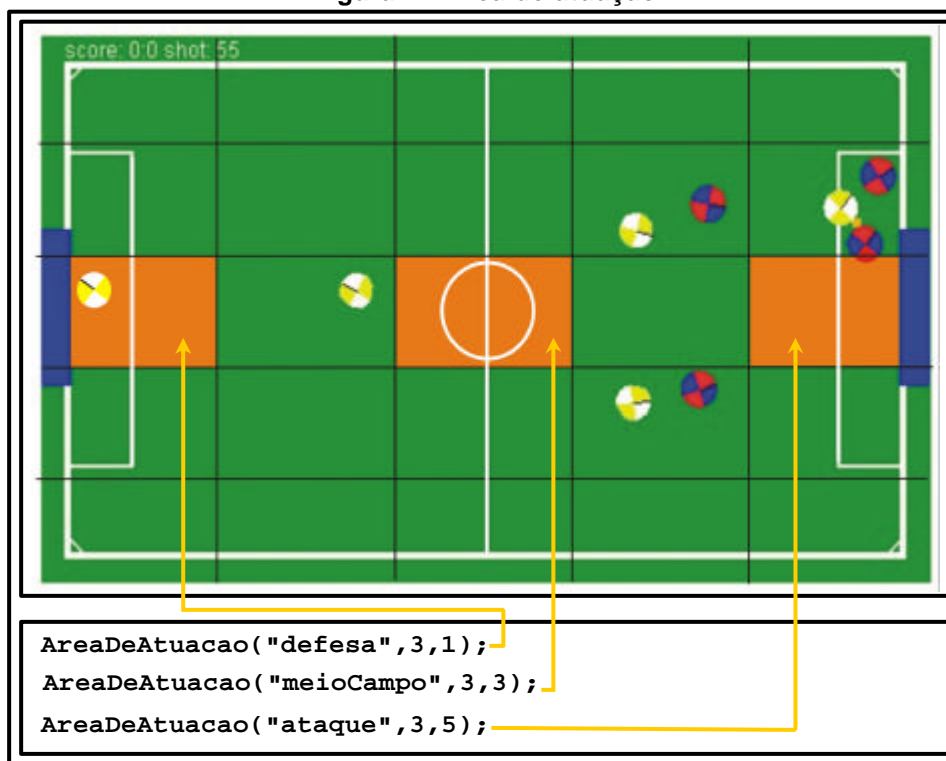 score: 0:0 shot: 55
AreaDeAtuacao("defesa",3,1);
AreaDeAtuacao("meioCampo",3,3);
AreaDeAtuacao("ataque",3,5);